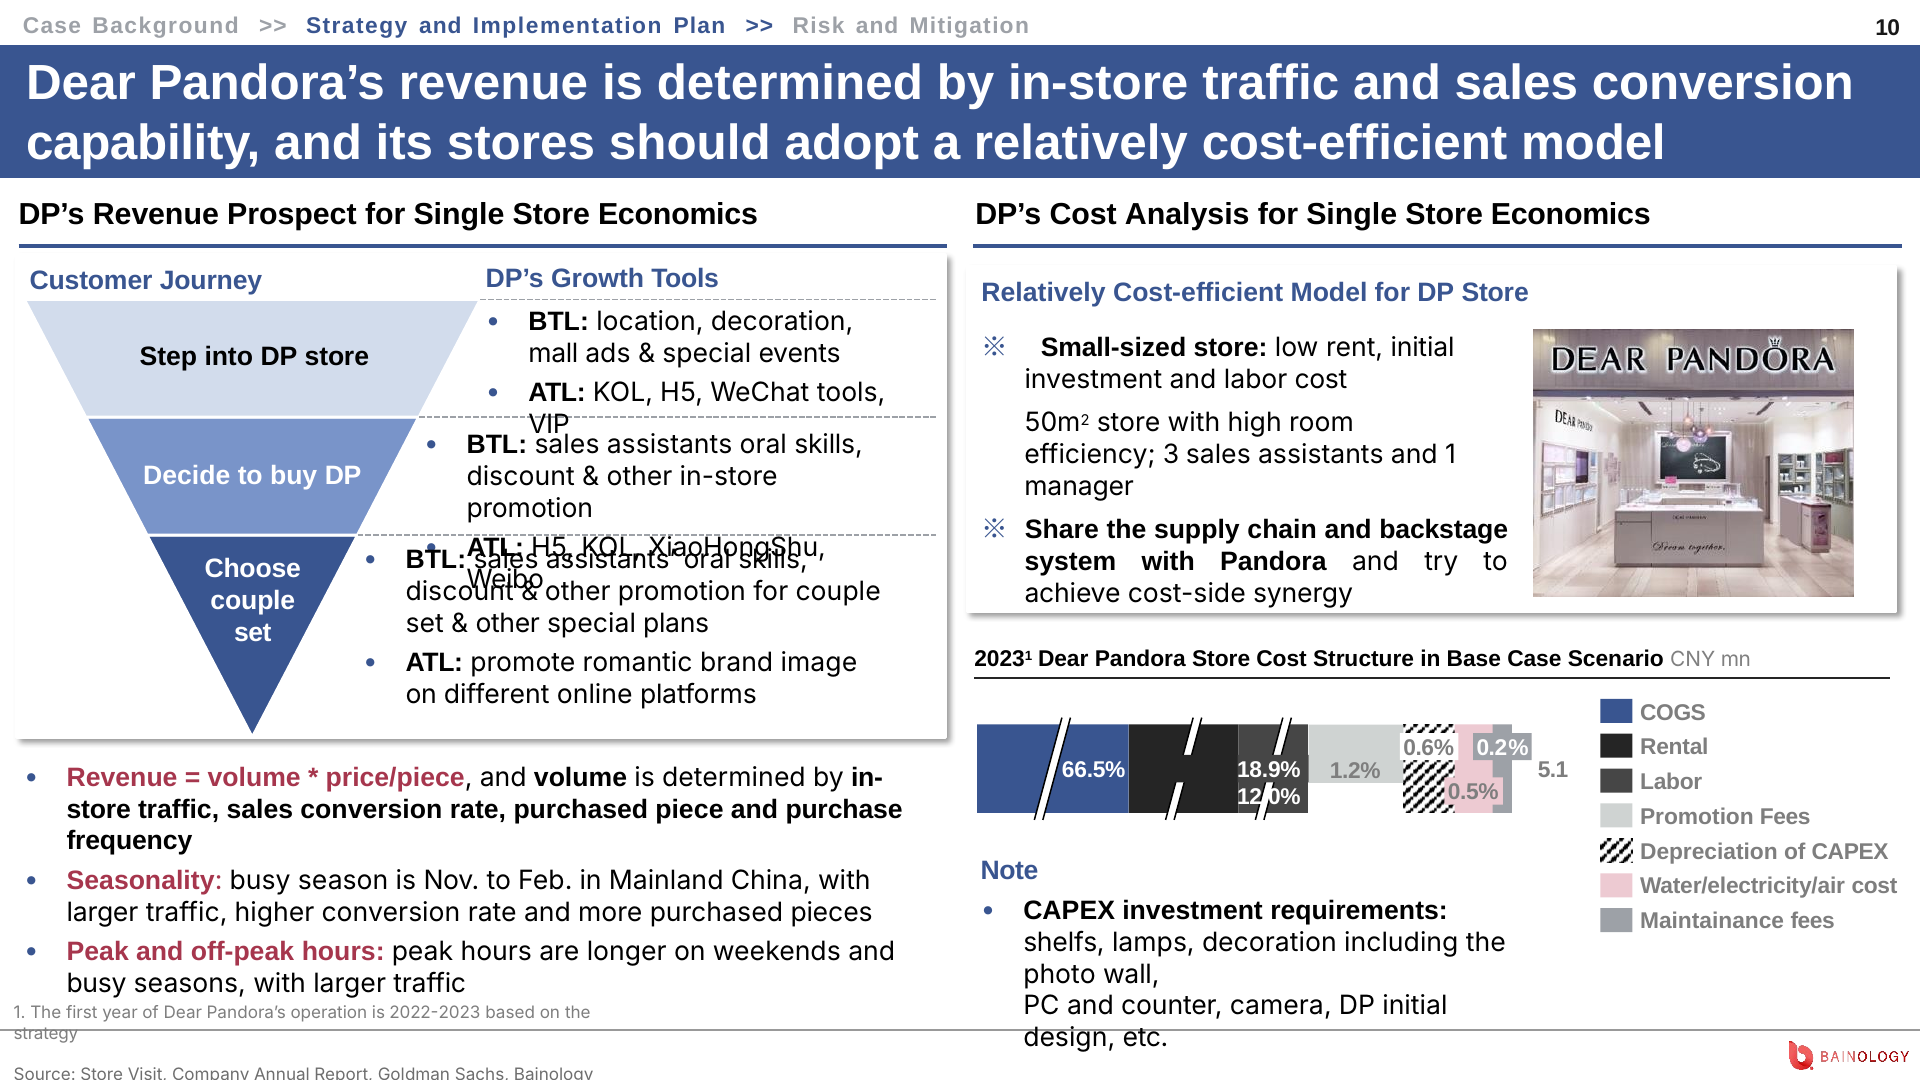 Case Background >> Strategy and Implementation Plan >> Risk and Mitigation
10
Dear Pandora’s revenue is determined by in-store traffic and sales conversion
capability, and its stores should adopt a relatively cost-efficient model
DP’s Revenue Prospect for Single Store Economics
Customer Journey
DP’s Growth Tools
Step into DP store
• BTL: location, decoration,
mall ads & special events
• ATL: KOL, H5, WeChat tools,
VIP
Decide to buy DP
• BTL: sales assistants oral skills,
discount & other in-store
promotion
• ATL: H5, KOL, XiaoHongShu,
Weibo
Choose
couple
set
• BTL: sales assistants’ oral skills,
discount & other promotion for couple
set & other special plans
• ATL: promote romantic brand image
on different online platforms
• Revenue = volume * price/piece, and volume is determined by in-
store traffic, sales conversion rate, purchased piece and purchase
frequency
• Seasonality: busy season is Nov. to Feb. in Mainland China, with
larger traffic, higher conversion rate and more purchased pieces
• Peak and off-peak hours: peak hours are longer on weekends and
busy seasons, with larger traffic
DP’s Cost Analysis for Single Store Economics
Relatively Cost-efficient Model for DP Store
※ Small-sized store: low rent, initial
investment and labor cost
50m² store with high room
efficiency; 3 sales assistants and 1
manager
※ Share the supply chain and backstage
system with Pandora and try to
achieve cost-side synergy
DEAR PANDÖRA
DEAR PANDO
Dream together.
2023¹ Dear Pandora Store Cost Structure in Base Case Scenario CNY mn
66.5%
18.9%
12.0%
1.2%
0.6%
0.5%
0.2%
5.1
COGS
Rental
Labor
Promotion Fees
Depreciation of CAPEX
Water/electricity/air cost
Maintainance fees
Note
• CAPEX investment requirements:
shelfs, lamps, decoration including the
photo wall,
PC and counter, camera, DP initial
design, etc.
1. The first year of Dear Pandora’s operation is 2022-2023 based on the
strategy
Source: Store Visit, Company Annual Report, Goldman Sachs, Bainology
BAINOLOGY